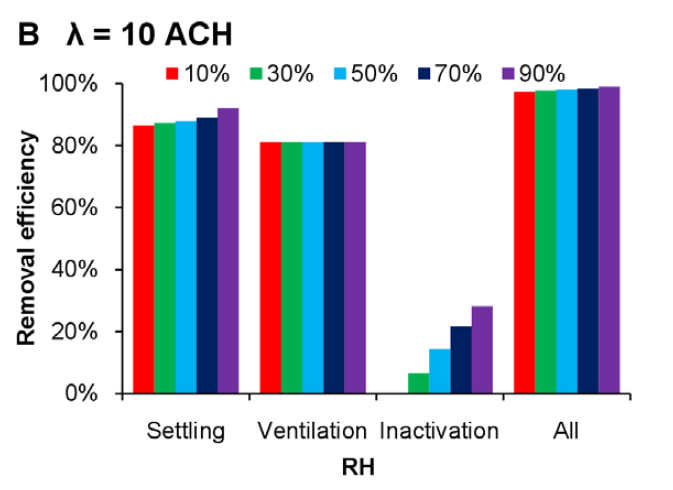 B λ = 10 ACH
10% 30% 50% 70% 90%
100%
80%
60%
40%
20%
0%
Removal efficiency
Settling Ventilation Inactivation All
RH